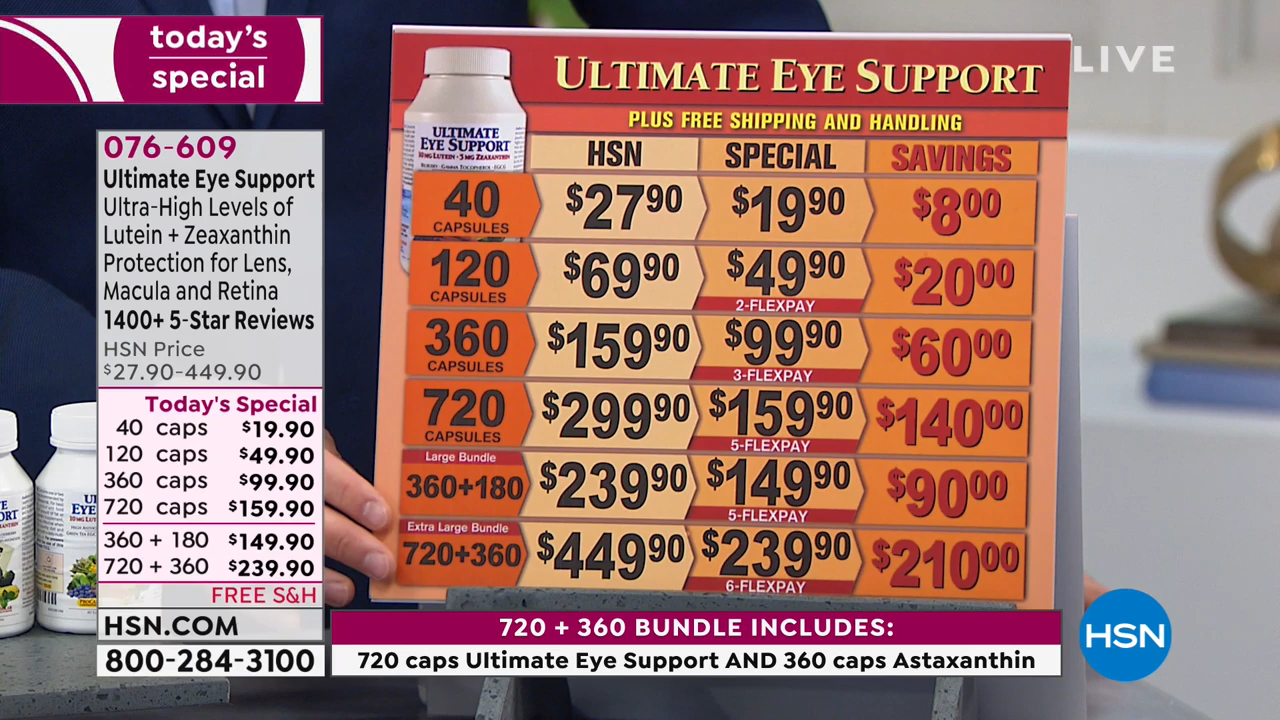 today's
special
LIVE
076-609
Ultimate Eye Support
Ultra-High Levels of
Lutein + Zeaxanthin
Protection for Lens,
Macula and Retina
1400+ 5-Star Reviews
HSN Price
$27.90-449.90
Today's Special
40 caps $19.90
120 caps $49.90
360 caps $99.90
720 caps $159.90
360 + 180 $149.90
720 + 360 $239.90
FREE S&H
HSN.COM
800-284-3100
ULTIMATE EYE SUPPORT
PLUS FREE SHIPPING AND HANDLING
ULTIMATE
EYE SUPPORT
10 MG LUTEIN • 3 MG ZEAXANTHIN
HSN SPECIAL SAVINGS
40 CAPSULES $27.90 $19.90 $8.00
120 CAPSULES $69.90 $49.90 $20.00
2-FLEXPAY
360 CAPSULES $159.90 $99.90 $60.00
3-FLEXPAY
720 CAPSULES $299.90 $159.90 $140.00
5-FLEXPAY
Large Bundle
360+180 $239.90 $149.90 $90.00
5-FLEXPAY
Extra Large Bundle
720+360 $449.90 $239.90 $210.00
6-FLEXPAY
720 + 360 BUNDLE INCLUDES:
720 caps Ultimate Eye Support AND 360 caps Astaxanthin
HSN